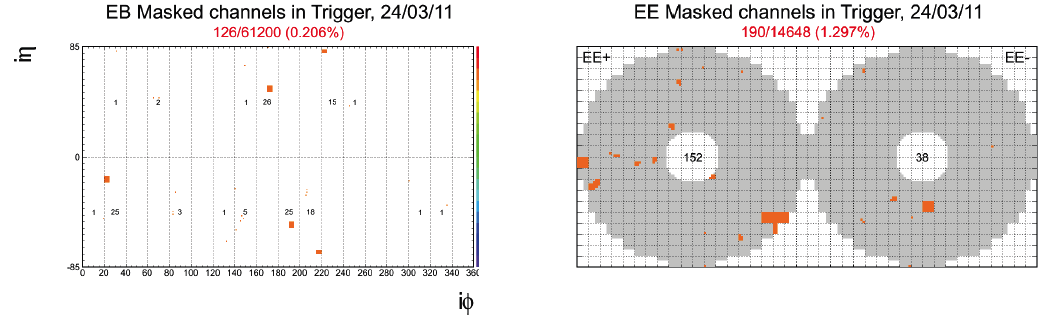 EB Masked channels in Trigger, 24/03/11
126/61200 (0.206%)
iη
85
1 2 1 26 15 1
0
1 25 3 1 5 25 18 1 1
-85
0 20 40 60 80 100 120 140 160 180 200 220 240 260 280 300 320 340 360
iϕ
EE Masked channels in Trigger, 24/03/11
190/14648 (1.297%)
EE+ EE-
152 38